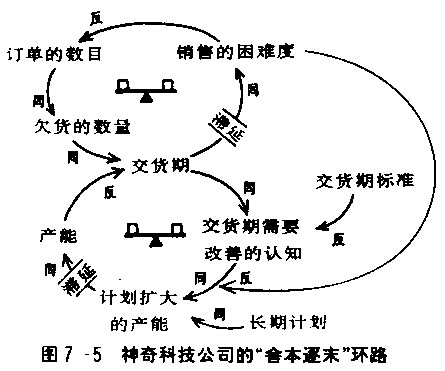 反
订单的数目 销售的困难度
同 同
滞延
欠货的数量
同
交货期
反 同
交货期标准
产能
交货期需要
改善的认知
反
同 滞延
同 反
计划扩大
的产能
同 长期计划
图7-5 神奇科技公司的“舍本逐末”环路